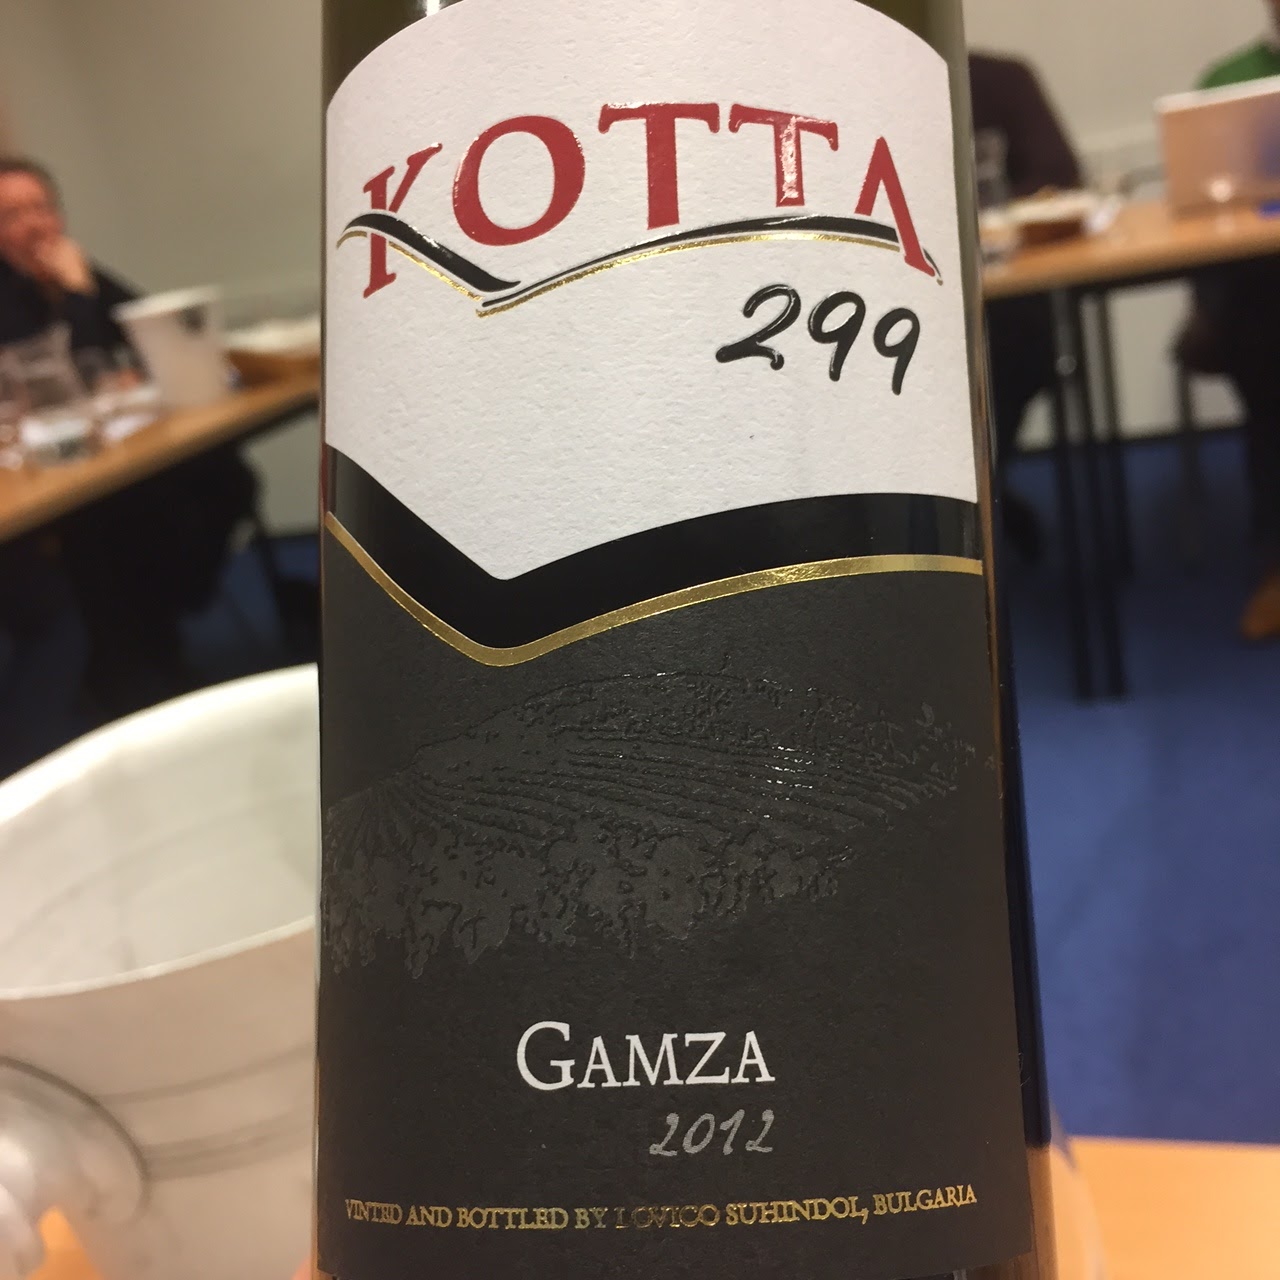 KOTTA
299
GAMZA
2012
VINTED AND BOTTLED BY LOVICO SUHINDOL, BULGARIA